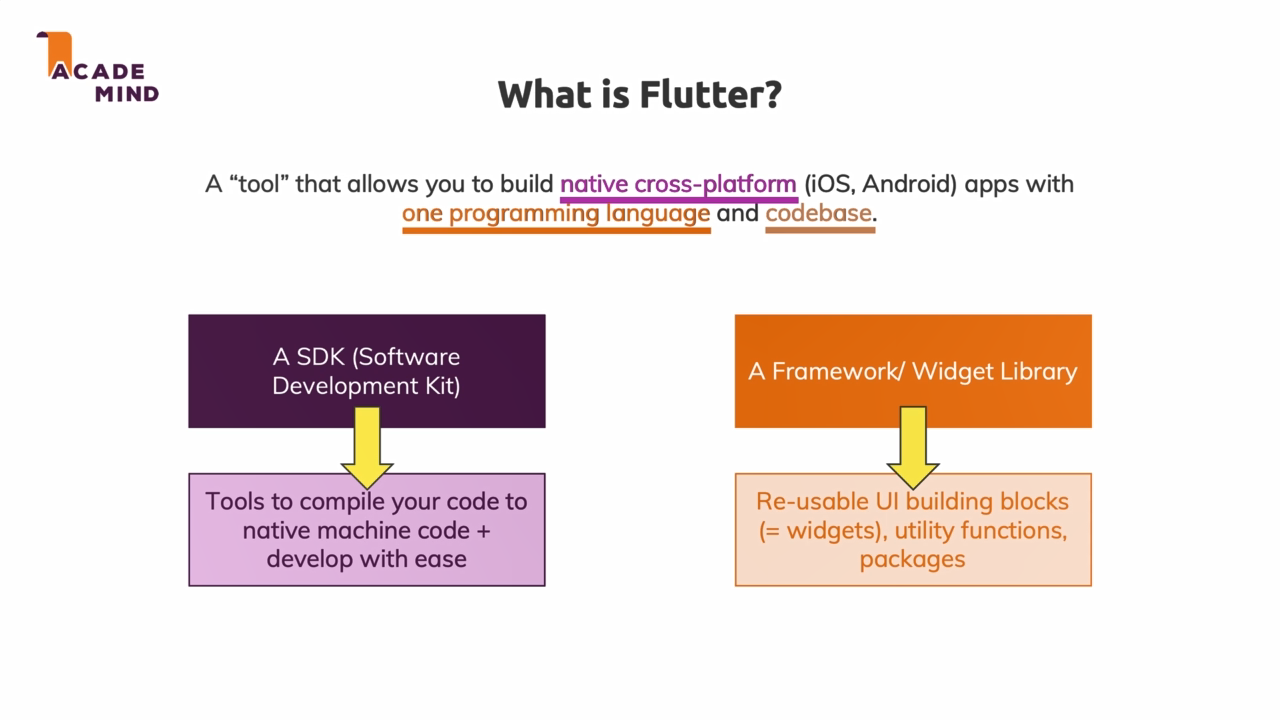 ACADE
MIND
What is Flutter?
A “tool” that allows you to build native cross-platform (iOS, Android) apps with
one programming language and codebase.
A SDK (Software
Development Kit)
A Framework/ Widget Library
Tools to compile your code to
native machine code +
develop with ease
Re-usable UI building blocks
(= widgets), utility functions,
packages